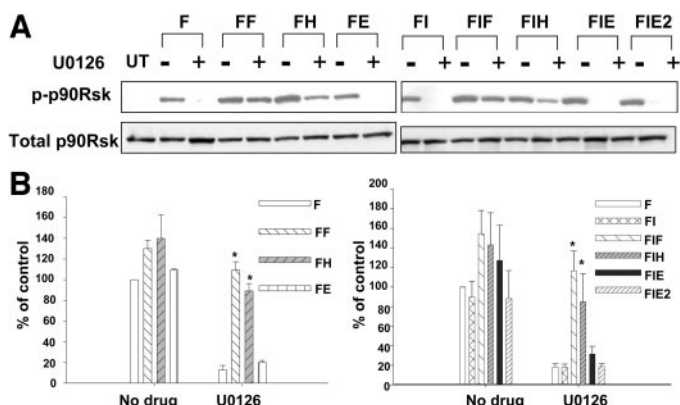 A
F FF FH FE FI FIF FIH FIE FIE2
U0126 UT - + - + - + - + - + - + - + - + - +
p-p90Rsk
Total p90Rsk
B
% of control
180
160
140
120
100
80
60
40
20
0
No drug U0126
F
FF
FH
FE
* *
% of control
200
180
160
140
120
100
80
60
40
20
0
No drug U0126
F
FI
FIF
FIH
FIE
FIE2
* *